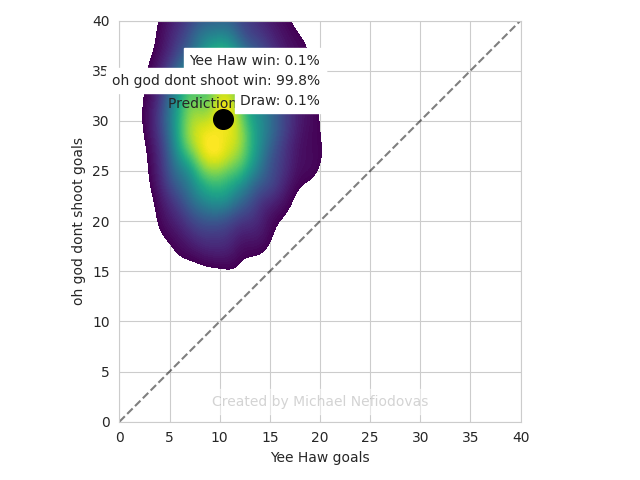 40
Yee Haw win: 0.1%
35
oh god dont shoot win: 99.8%
Prediction
Draw: 0.1%
30
25
20
15
10
5
0
oh god dont shoot goals
Created by Michael Nefiodovas
0 5 10 15 20 25 30 35 40
Yee Haw goals